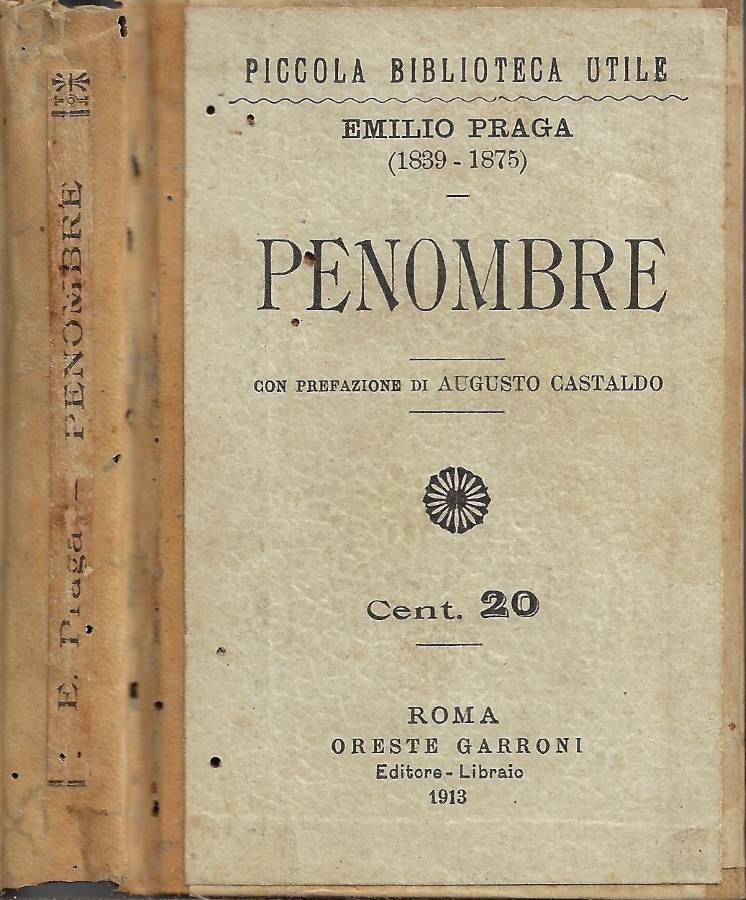 PICCOLA BIBLIOTECA UTILE
EMILIO PRAGA
(1839 - 1875)
PENOMBRE
CON PREFAZIONE DI AUGUSTO CASTALDO
Cent. 20
ROMA
ORESTE GARRONI
Editore - Libraio
1913
E. Praga — PENOMBRE